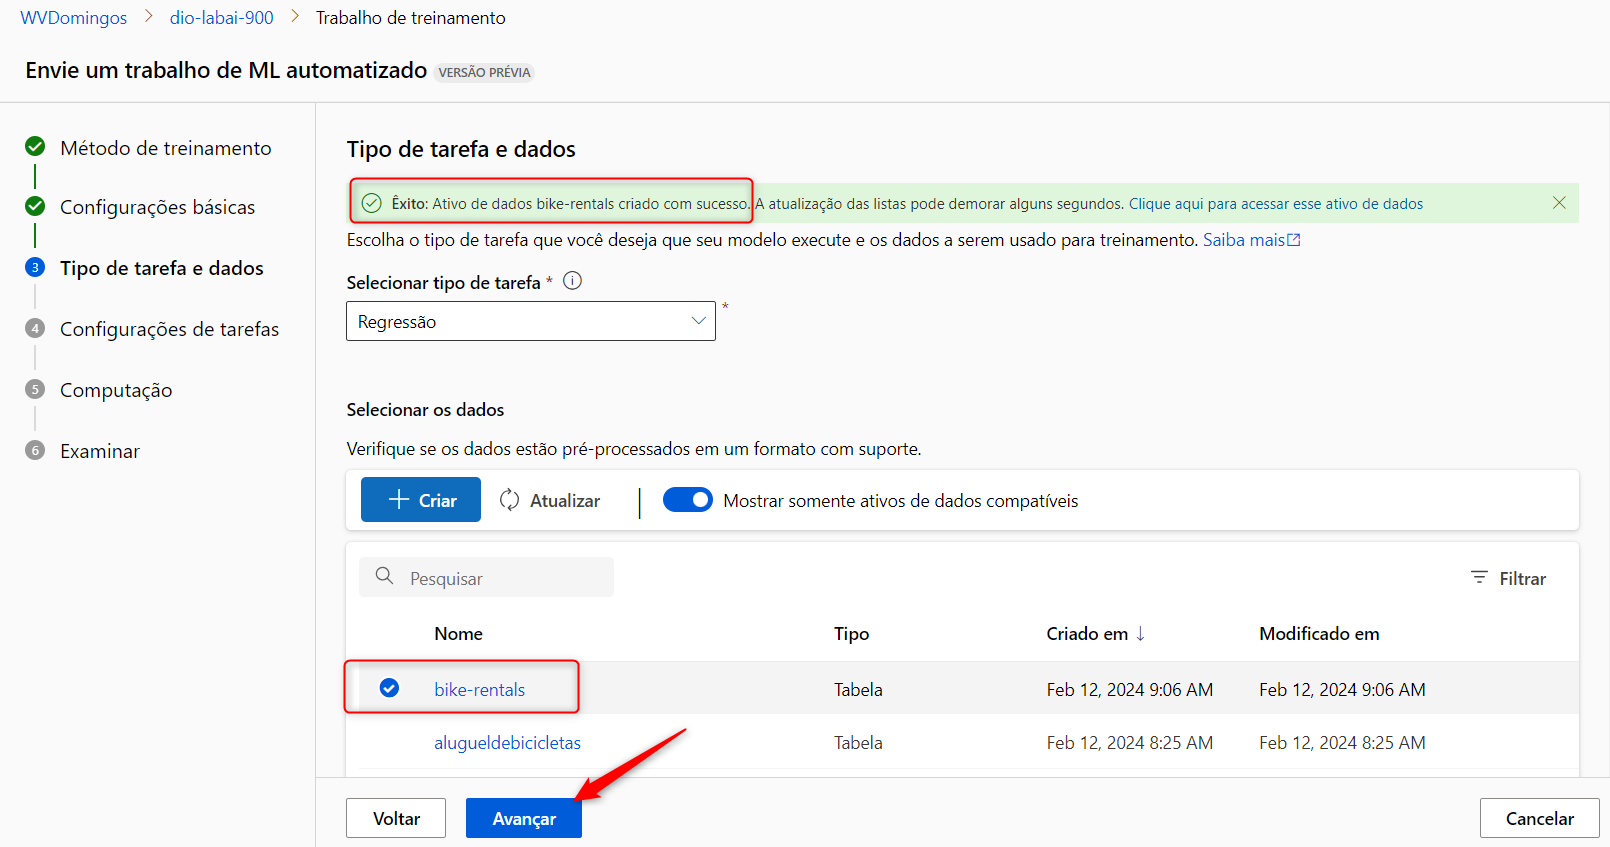 WVDomingos > dio-labai-900 > Trabalho de treinamento
Envie um trabalho de ML automatizado VERSÃO PRÉVIA
Método de treinamento
Configurações básicas
3 Tipo de tarefa e dados
4 Configurações de tarefas
5 Computação
6 Examinar
Tipo de tarefa e dados
Êxito: Ativo de dados bike-rentals criado com sucesso. A atualização das listas pode demorar alguns segundos. Clique aqui para acessar esse ativo de dados
Escolha o tipo de tarefa que você deseja que seu modelo execute e os dados a serem usado para treinamento. Saiba mais
Selecionar tipo de tarefa *
Regressão *
Selecionar os dados
Verifique se os dados estão pré-processados em um formato com suporte.
+ Criar Atualizar | Mostrar somente ativos de dados compatíveis
Pesquisar Filtrar
Nome Tipo Criado em ↓ Modificado em
bike-rentals Tabela Feb 12, 2024 9:06 AM Feb 12, 2024 9:06 AM
alugueldebicicletas Tabela Feb 12, 2024 8:25 AM Feb 12, 2024 8:25 AM
Voltar Avançar Cancelar